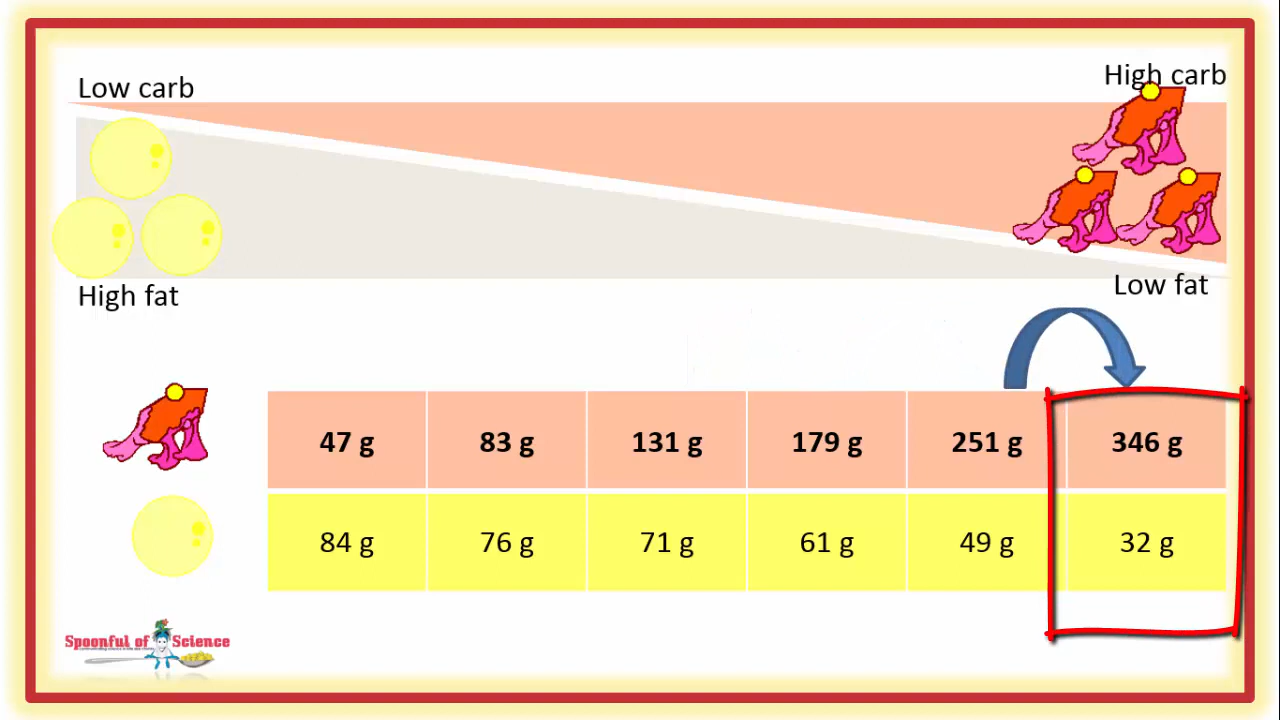 Low carb
High carb
High fat
Low fat
47 g 83 g 131 g 179 g 251 g 346 g
84 g 76 g 71 g 61 g 49 g 32 g
Spoonful of Science